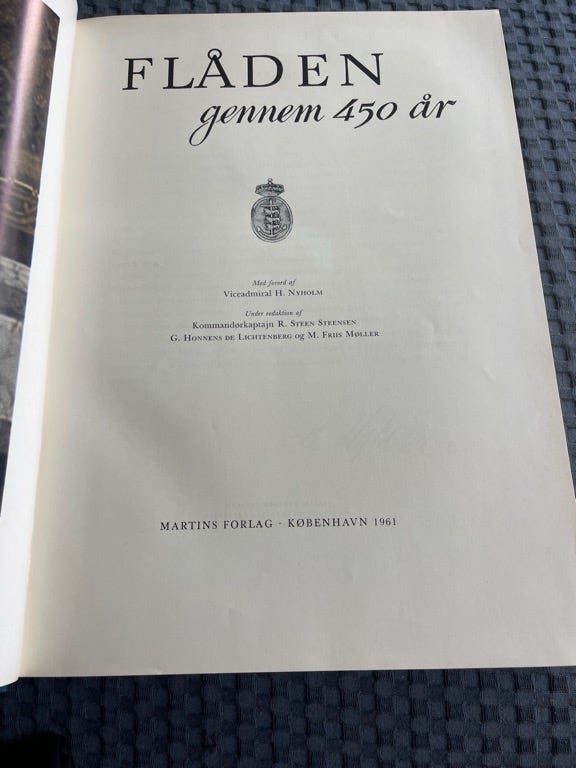 FLÅDEN
gennem 450 år
Med forord af
Viceadmiral H. Nyholm
Under redaktion af
Kommandørkaptajn R. Steen Steensen
G. Honnens de Lichtenberg og M. Friis Møller
MARTINS FORLAG · KØBENHAVN 1961